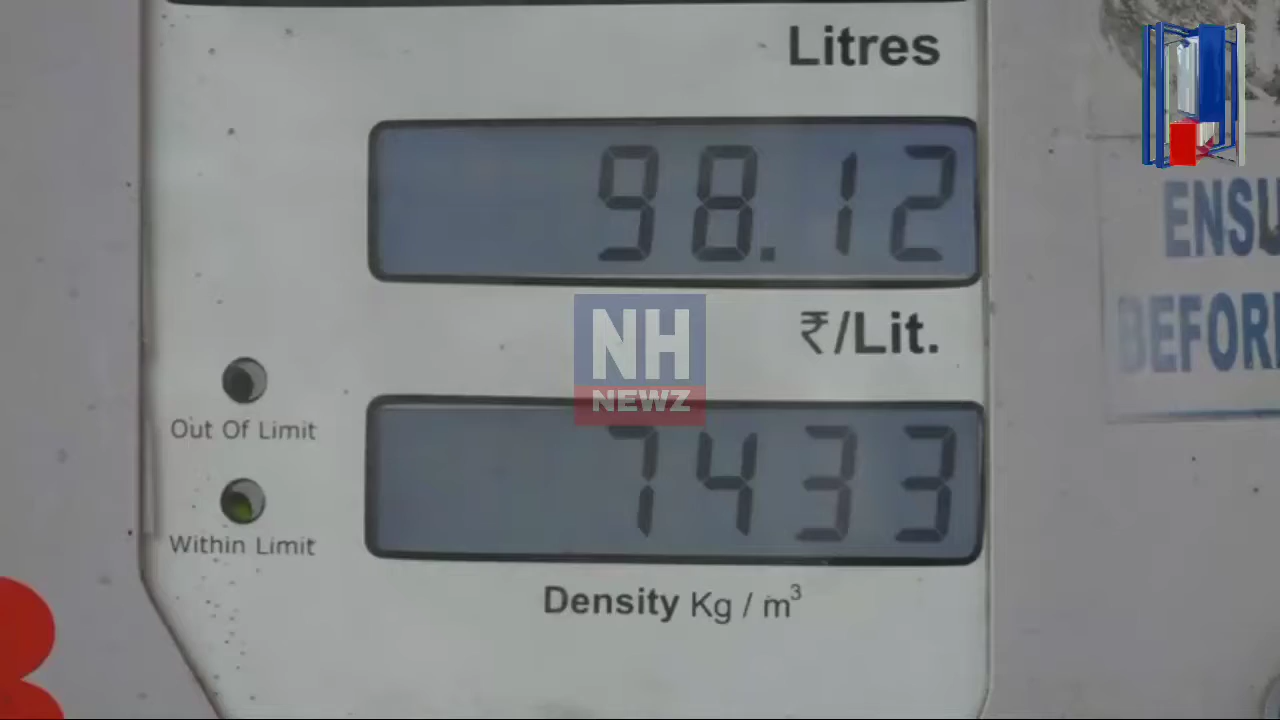 Litres
98.12
₹/Lit.
NH
NEWZ
7433
Out Of Limit
Within Limit
Density Kg / m³
ENSU
BEFOR